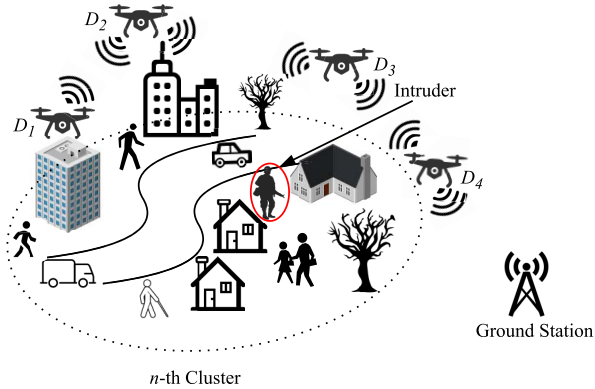 D2
D3
Intruder
D1
D4
Ground Station
n-th Cluster